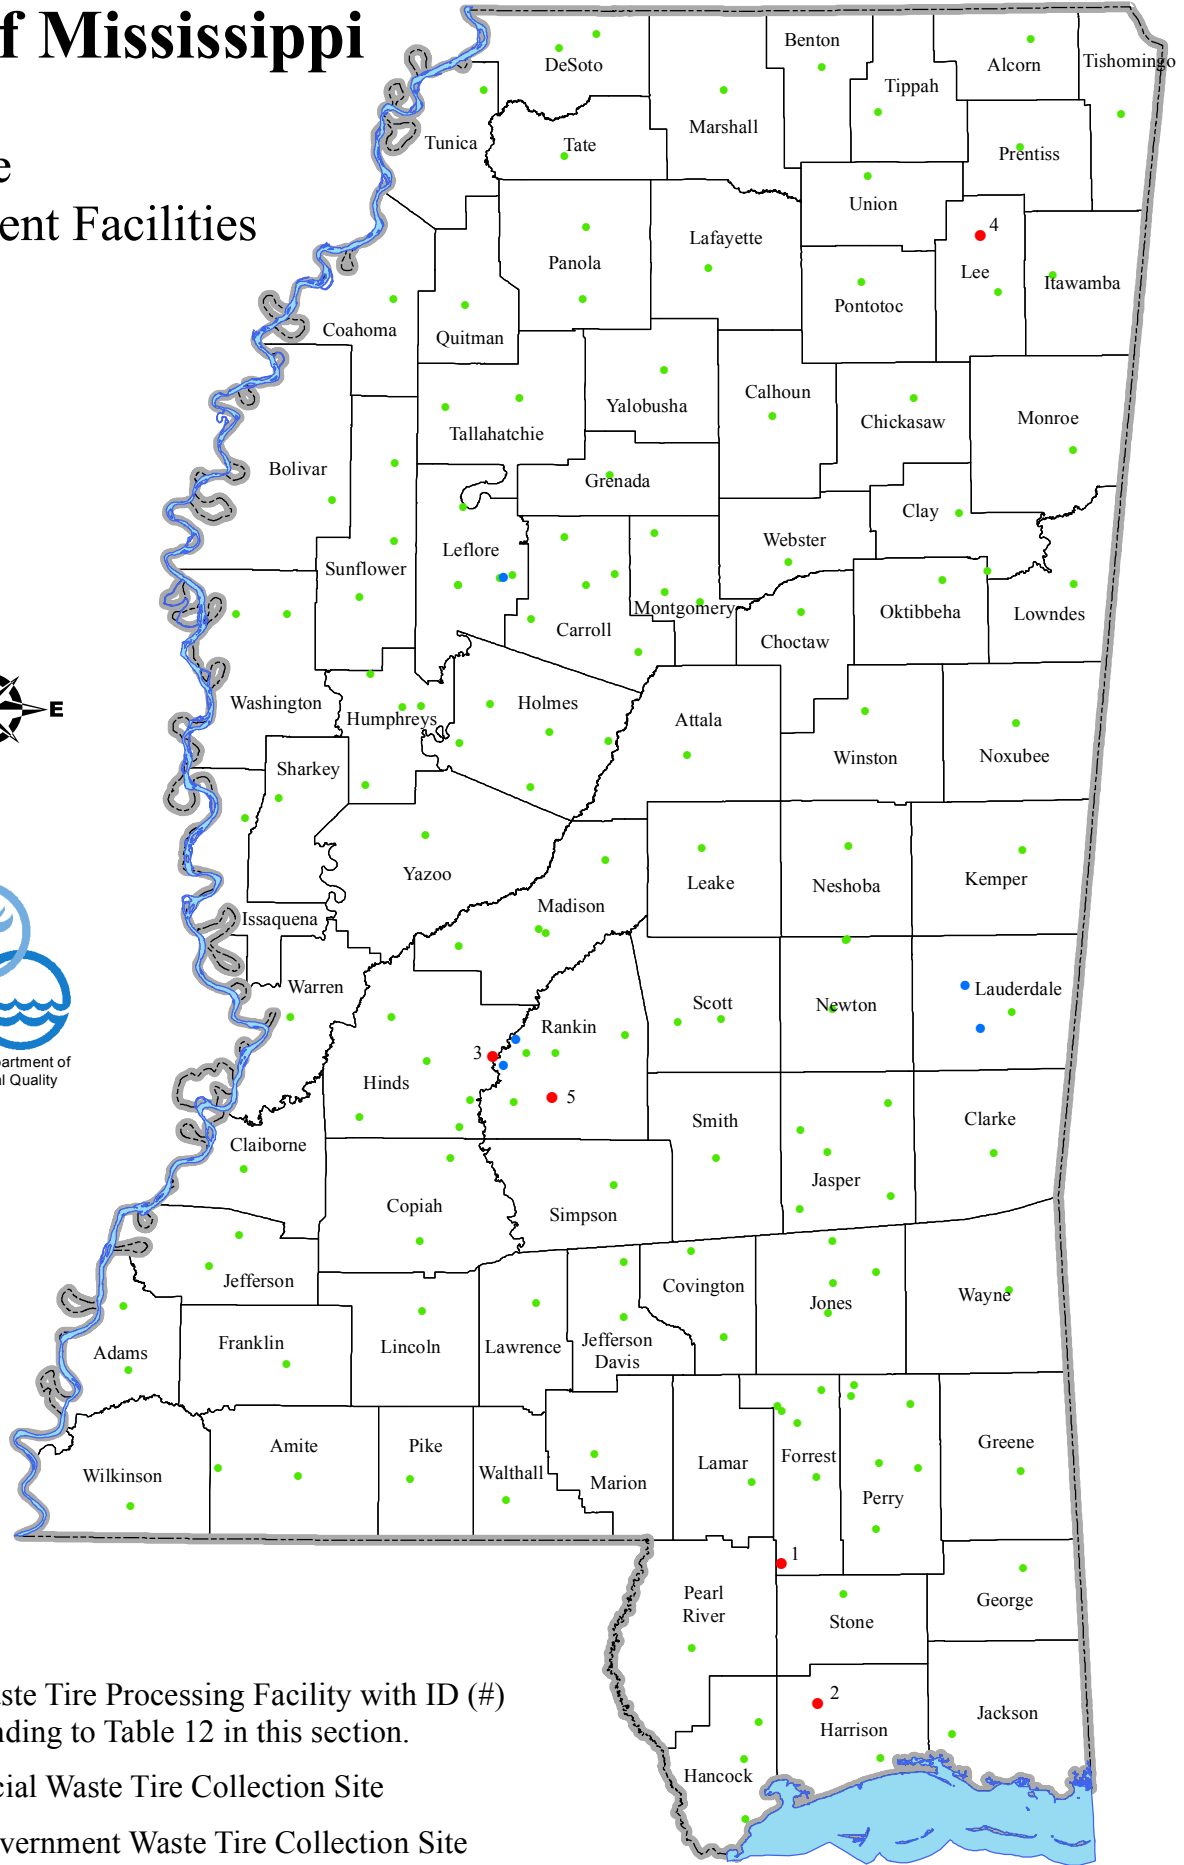 f Mississippi
e
ent Facilities
DeSoto
Benton
Alcorn
Tishomingo
Tippah
Marshall
Tunica
Tate
Prentiss
Union
Lafayette
4
Panola
Lee
Itawamba
Pontotoc
Coahoma
Quitman
Calhoun
Yalobusha
Chickasaw
Monroe
Tallahatchie
Bolivar
Grenada
Clay
Webster
Leflore
Sunflower
Montgomery
Oktibbeha
Lowndes
Carroll
Choctaw
E
Washington
Humphreys
Holmes
Attala
Winston
Noxubee
Sharkey
Yazoo
Leake
Neshoba
Kemper
Madison
Issaquena
Warren
Lauderdale
Scott
Newton
Rankin
3
partment of
al Quality
Hinds
5
Smith
Clarke
Claiborne
Jasper
Copiah
Simpson
Jefferson
Covington
Wayne
Jones
Franklin
Lincoln
Lawrence
Jefferson
Davis
Adams
Amite
Pike
Greene
Forrest
Lamar
Walthall
Marion
Wilkinson
Perry
1
Pearl
River
George
Stone
2
Harrison
Jackson
Hancock
ste Tire Processing Facility with ID (#)
nding to Table 12 in this section.
cial Waste Tire Collection Site
vernment Waste Tire Collection Site